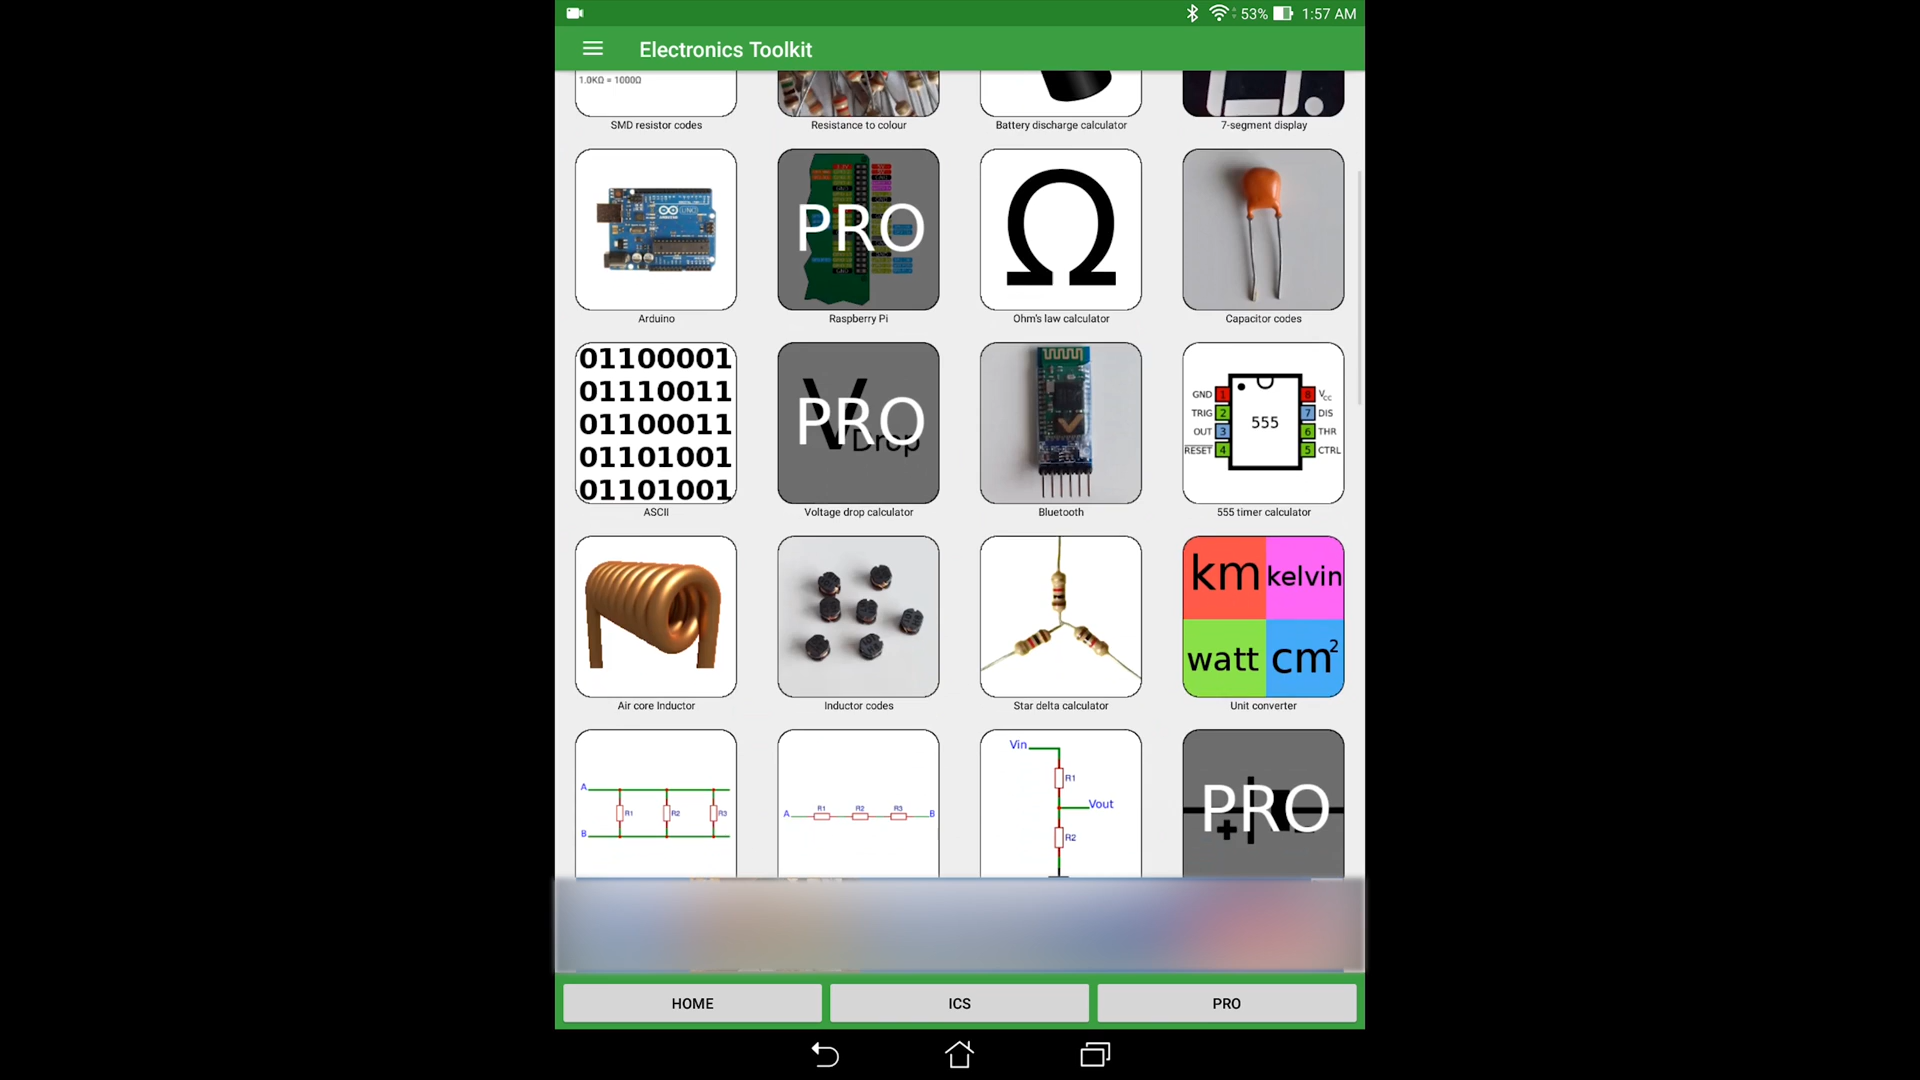 53% 1:57 AM
Electronics Toolkit
1.0KΩ = 1000Ω
SMD resistor codes
Resistance to colour
Battery discharge calculator
7-segment display
PRO
Ω
Arduino
Raspberry Pi
Ohm's law calculator
Capacitor codes
01100001
01110011
01100011
01101001
01101001
V
Drop
PRO
GND 1
TRIG 2
OUT 3
RESET 4
555
8 Vcc
7 DIS
6 THR
5 CTRL
ASCII
Voltage drop calculator
Bluetooth
555 timer calculator
km kelvin
watt cm²
Air core Inductor
Inductor codes
Star delta calculator
Unit converter
A
R1 R2 R3
B
A R1 R2 R3 B
Vin
R1
Vout
R2
PRO
HOME
ICS
PRO